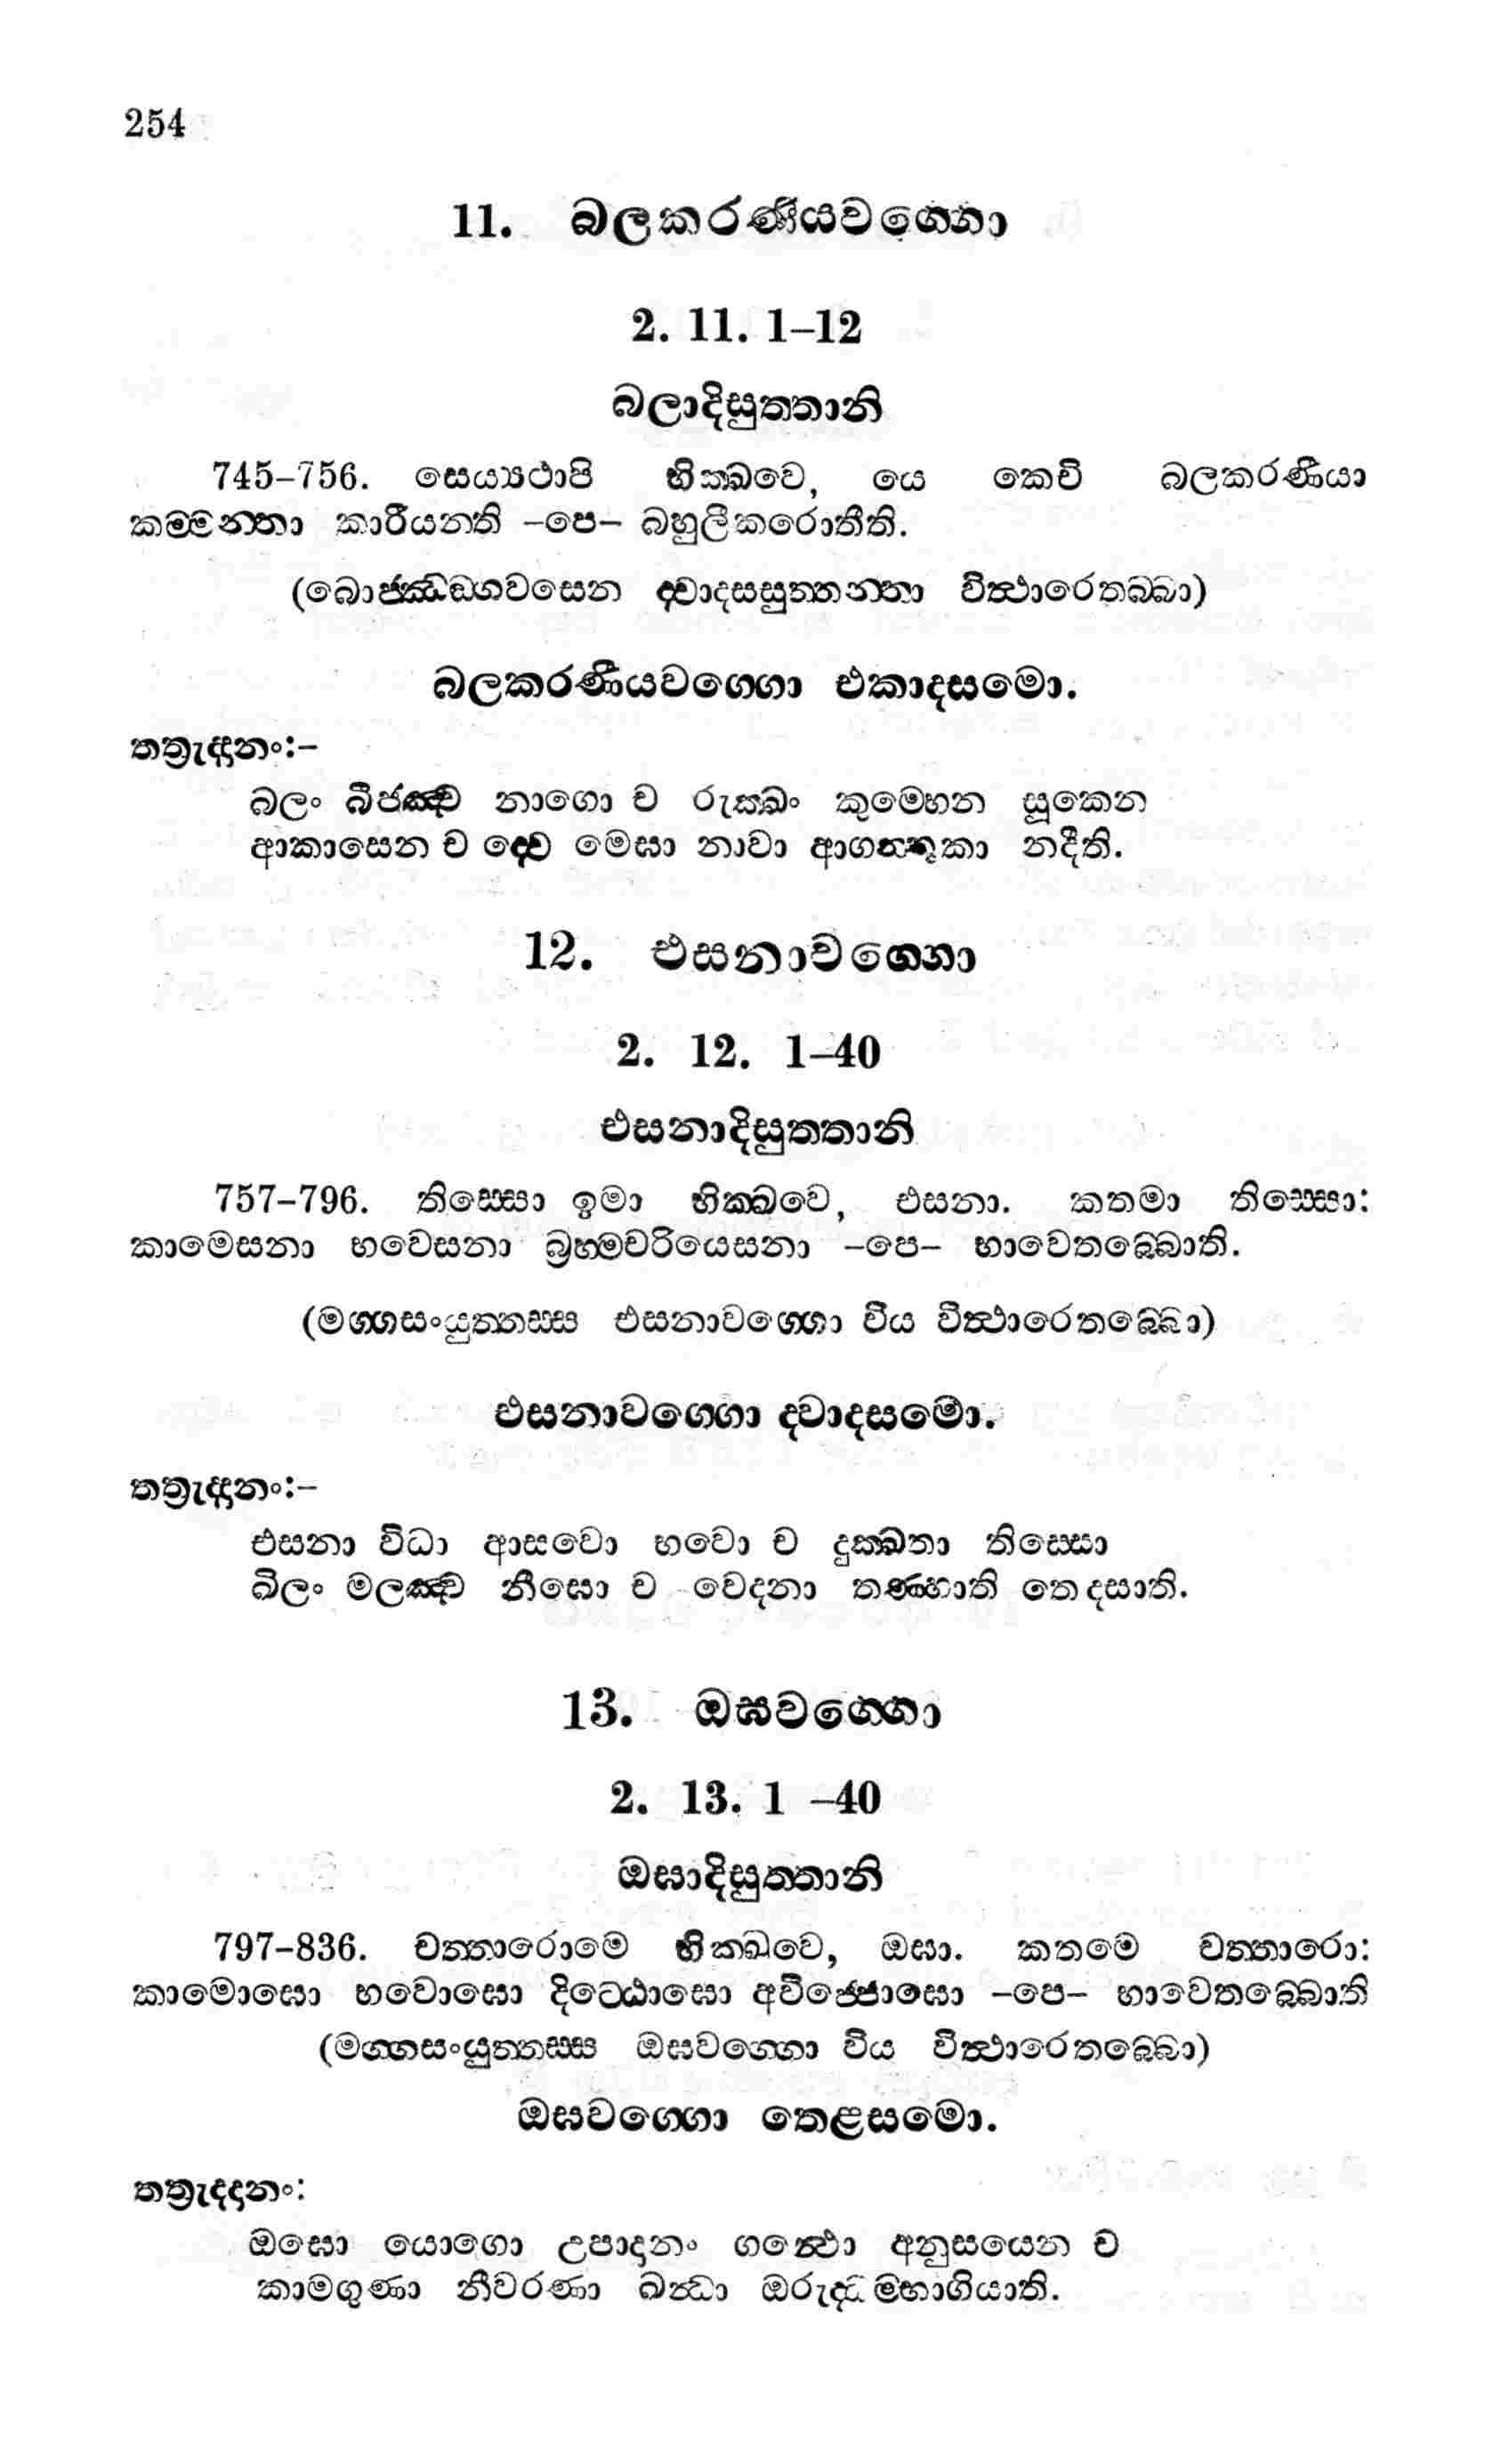 254
11. බලකරණීයවග්ගො
2. 11. 1–12
බලාදිසුත්තානි
745–756. සෙය්‍යථාපි භික්ඛවෙ, යෙ කෙචි බලකරණීයා
කම්මන්තා කාරීයන්ති –පෙ– බහුලීකරොතීති.
(බොජ්ඣඞ්ගවසෙන ද්වාදසසුත්තන්තා විත්‍ථාරෙතබ්බා)
බලකරණීයවග්ගො එකාදසමො.
තත්‍රැද්දානං:–
බලං බීජඤ්ච නාගො ච රුක්ඛං කුම්භෙන සූකෙන
ආකාසෙන ච ද්වෙ මෙඝා නාවා ආගන්තුකා නදීති.
12. එසනාවග්ගො
2. 12. 1–40
එසනාදිසුත්තානි
757–796. තිස්සො ඉමා භික්ඛවෙ, එසනා. කතමා තිස්සො:
කාමෙසනා භවෙසනා බ්‍රහ්මචරියෙසනා –පෙ– භාවෙතබ්බොති.
(මග්ගසංයුත්තස්ස එසනාවග්ගො විය විත්‍ථාරෙතබ්බො)
එසනාවග්ගො ද්වාදසමො.
තත්‍රැද්දානං:–
එසනා විධා ආසවො භවො ච දුක්ඛතා තිස්සො
ඛිලං මලඤ්ච නීඝො ච වෙදනා තණ්හාති තෙ දසාති.
13. ඔඝවග්ගො
2. 13. 1 –40
ඔඝාදිසුත්තානි
797–836. චත්තාරොමෙ භික්ඛවෙ, ඔඝා. කතමෙ චත්තාරො:
කාමොඝො භවොඝො දිට්ඨොඝො අවිජ්ජොඝො –පෙ– භාවෙතබ්බොති
(මග්ගසංයුත්තස්ස ඔඝවග්ගො විය විත්‍ථාරෙතබ්බො)
ඔඝවග්ගො තෙළසමො.
තත්‍රැද්දානං:
ඔඝො යොගො උපාදානං ගන්‍ථො අනුසයෙන ච
කාමගුණා නීවරණා ඛන්‍ධා ඔරුද්ධම්භාගියාති.